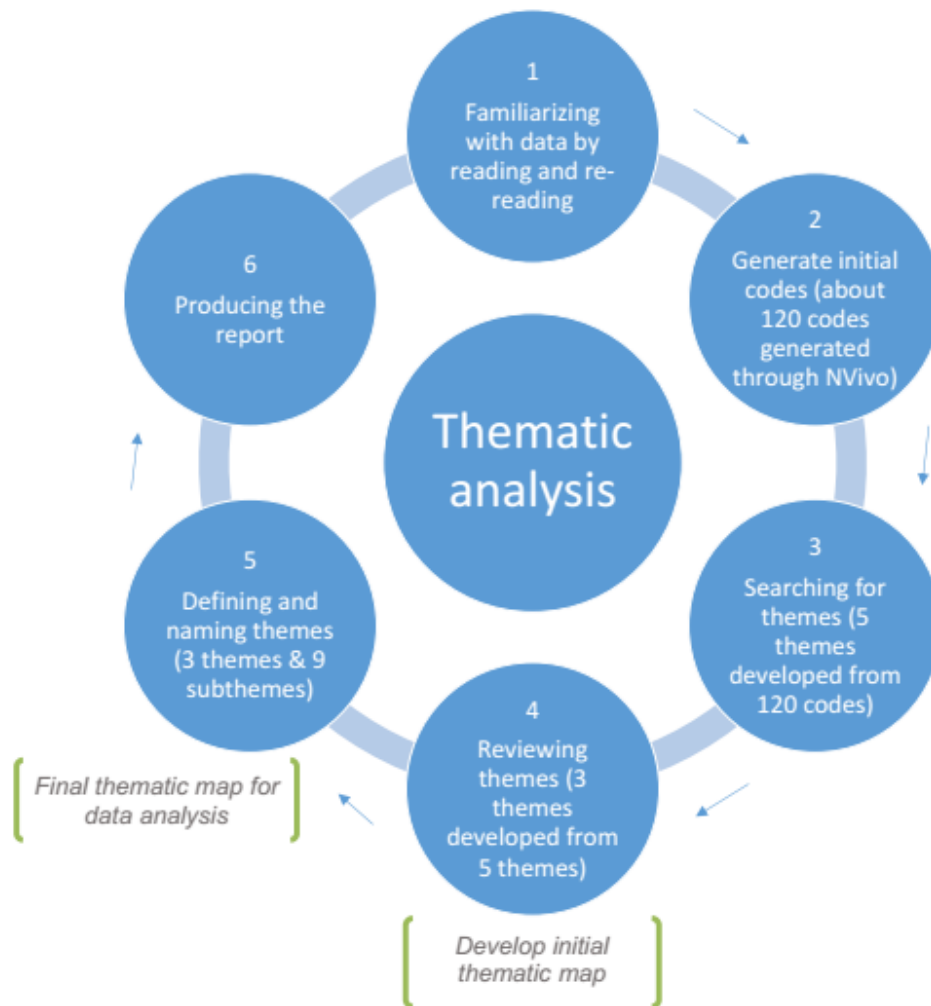 1
Familiarizing
with data by
reading and re-
reading
2
Generate initial
codes (about
120 codes
generated
through NVivo)
3
Searching for
themes (5
themes
developed from
120 codes)
4
Reviewing
themes (3
themes
developed from
5 themes)
Develop initial
thematic map
5
Defining and
naming themes
(3 themes & 9
subthemes)
Final thematic map for
data analysis
6
Producing the
report
Thematic
analysis